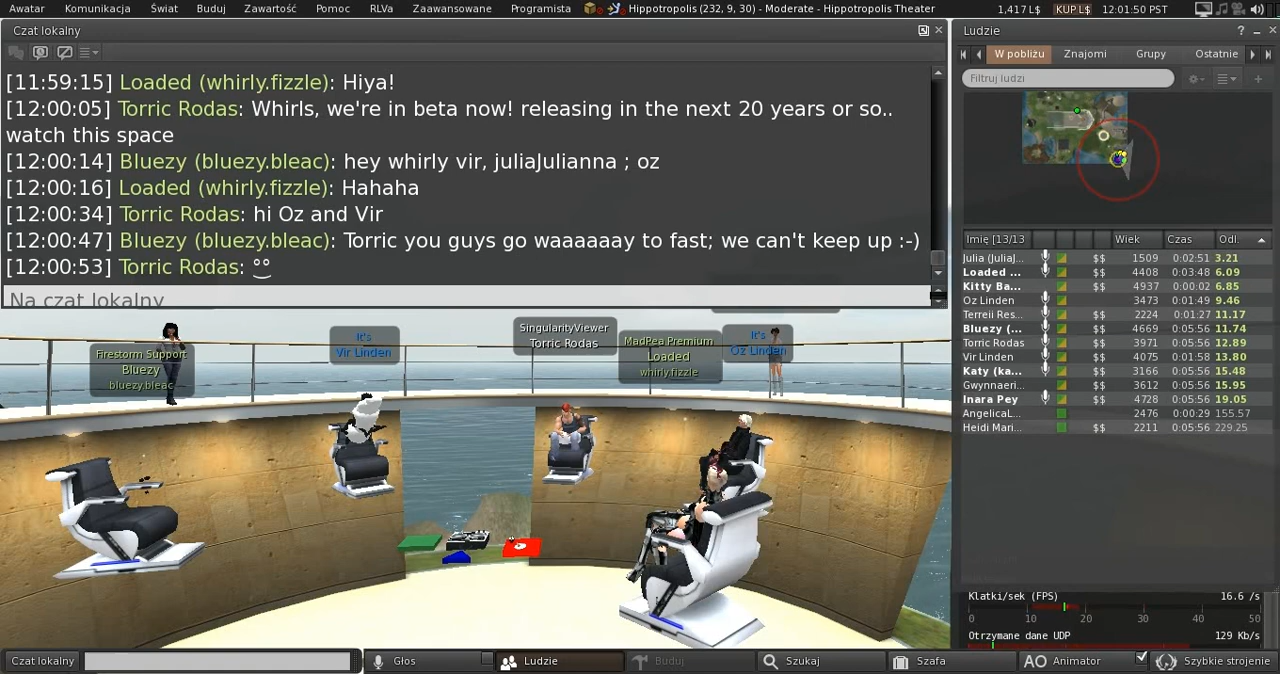 Awatar Komunikacja Świat Buduj Zawartość Pomoc RLVa Zaawansowane Programista Hippotropolis (232, 9, 30) - Moderate - Hippotropolis Theater 1,417 L$ KUP L$ 12:01:50 PST
Czat lokalny
[11:59:15] Loaded (whirly.fizzle): Hiya!
[12:00:05] Torric Rodas: Whirls, we're in beta now! releasing in the next 20 years or so..
watch this space
[12:00:14] Bluezy (bluezy.bleac): hey whirly vir, juliaJulianna ; oz
[12:00:16] Loaded (whirly.fizzle): Hahaha
[12:00:34] Torric Rodas: hi Oz and Vir
[12:00:47] Bluezy (bluezy.bleac): Torric you guys go waaaaaay to fast; we can't keep up :-)
[12:00:53] Torric Rodas:
Na czat lokalny
Firestorm Support
Bluezy
bluezy.bleac
It's
Vir Linden
SingularityViewer
Torric Rodas
MadPea Premium
Loaded
whirly.fizzle
It's
Oz Linden
Ludzie
W pobliżu Znajomi Grupy Ostatnie
Filtruj ludzi
Imię [13/13 Wiek Czas Odl.
Julia (JuliaJ... $$ 1509 0:02:51 3.21
Loaded ... $$ 4408 0:03:48 6.09
Kitty Ba... $$ 4937 0:00:02 6.85
Oz Linden 3473 0:01:49 9.46
Terreii Res... $$ 2224 0:01:27 11.17
Bluezy (... $$ 4669 0:05:56 11.74
Torric Rodas $$ 3971 0:05:56 12.89
Vir Linden $$ 4075 0:01:58 13.80
Katy (ka... $$ 3166 0:05:56 15.48
Gwynnaeri... $$ 3612 0:05:56 15.95
Inara Pey $$ 4728 0:05:56 19.05
AngelicaL... 2476 0:00:29 155.57
Heidi Mari... $$ 2211 0:05:56 229.25
Klatki/sek (FPS) 16.6 /s
0 10 20 30 40 50
Otrzymane dane UDP 129 Kb/s
Czat lokalny Głos Ludzie Buduj Szukaj Szafa AO Animator Szybkie strojenie